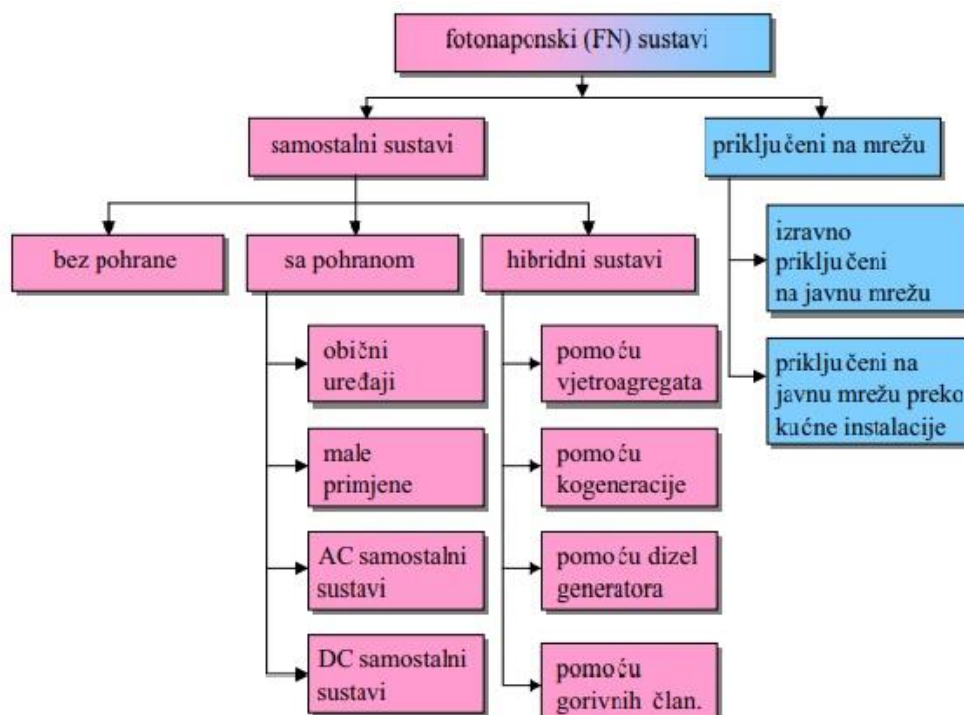 fotonaponski (FN) sustavi
samostalni sustavi
priključeni na mrežu
bez pohrane
sa pohranom
hibridni sustavi
izravno
priključeni
na javnu mrežu
obični
uređaji
pomoću
vjetroagregata
priključeni na
javnu mrežu preko
kućne instalacije
male
primjene
pomoću
kogeneracije
AC samostalni
sustavi
pomoću dizel
generatora
DC samostalni
sustavi
pomoću
gorivnih član.